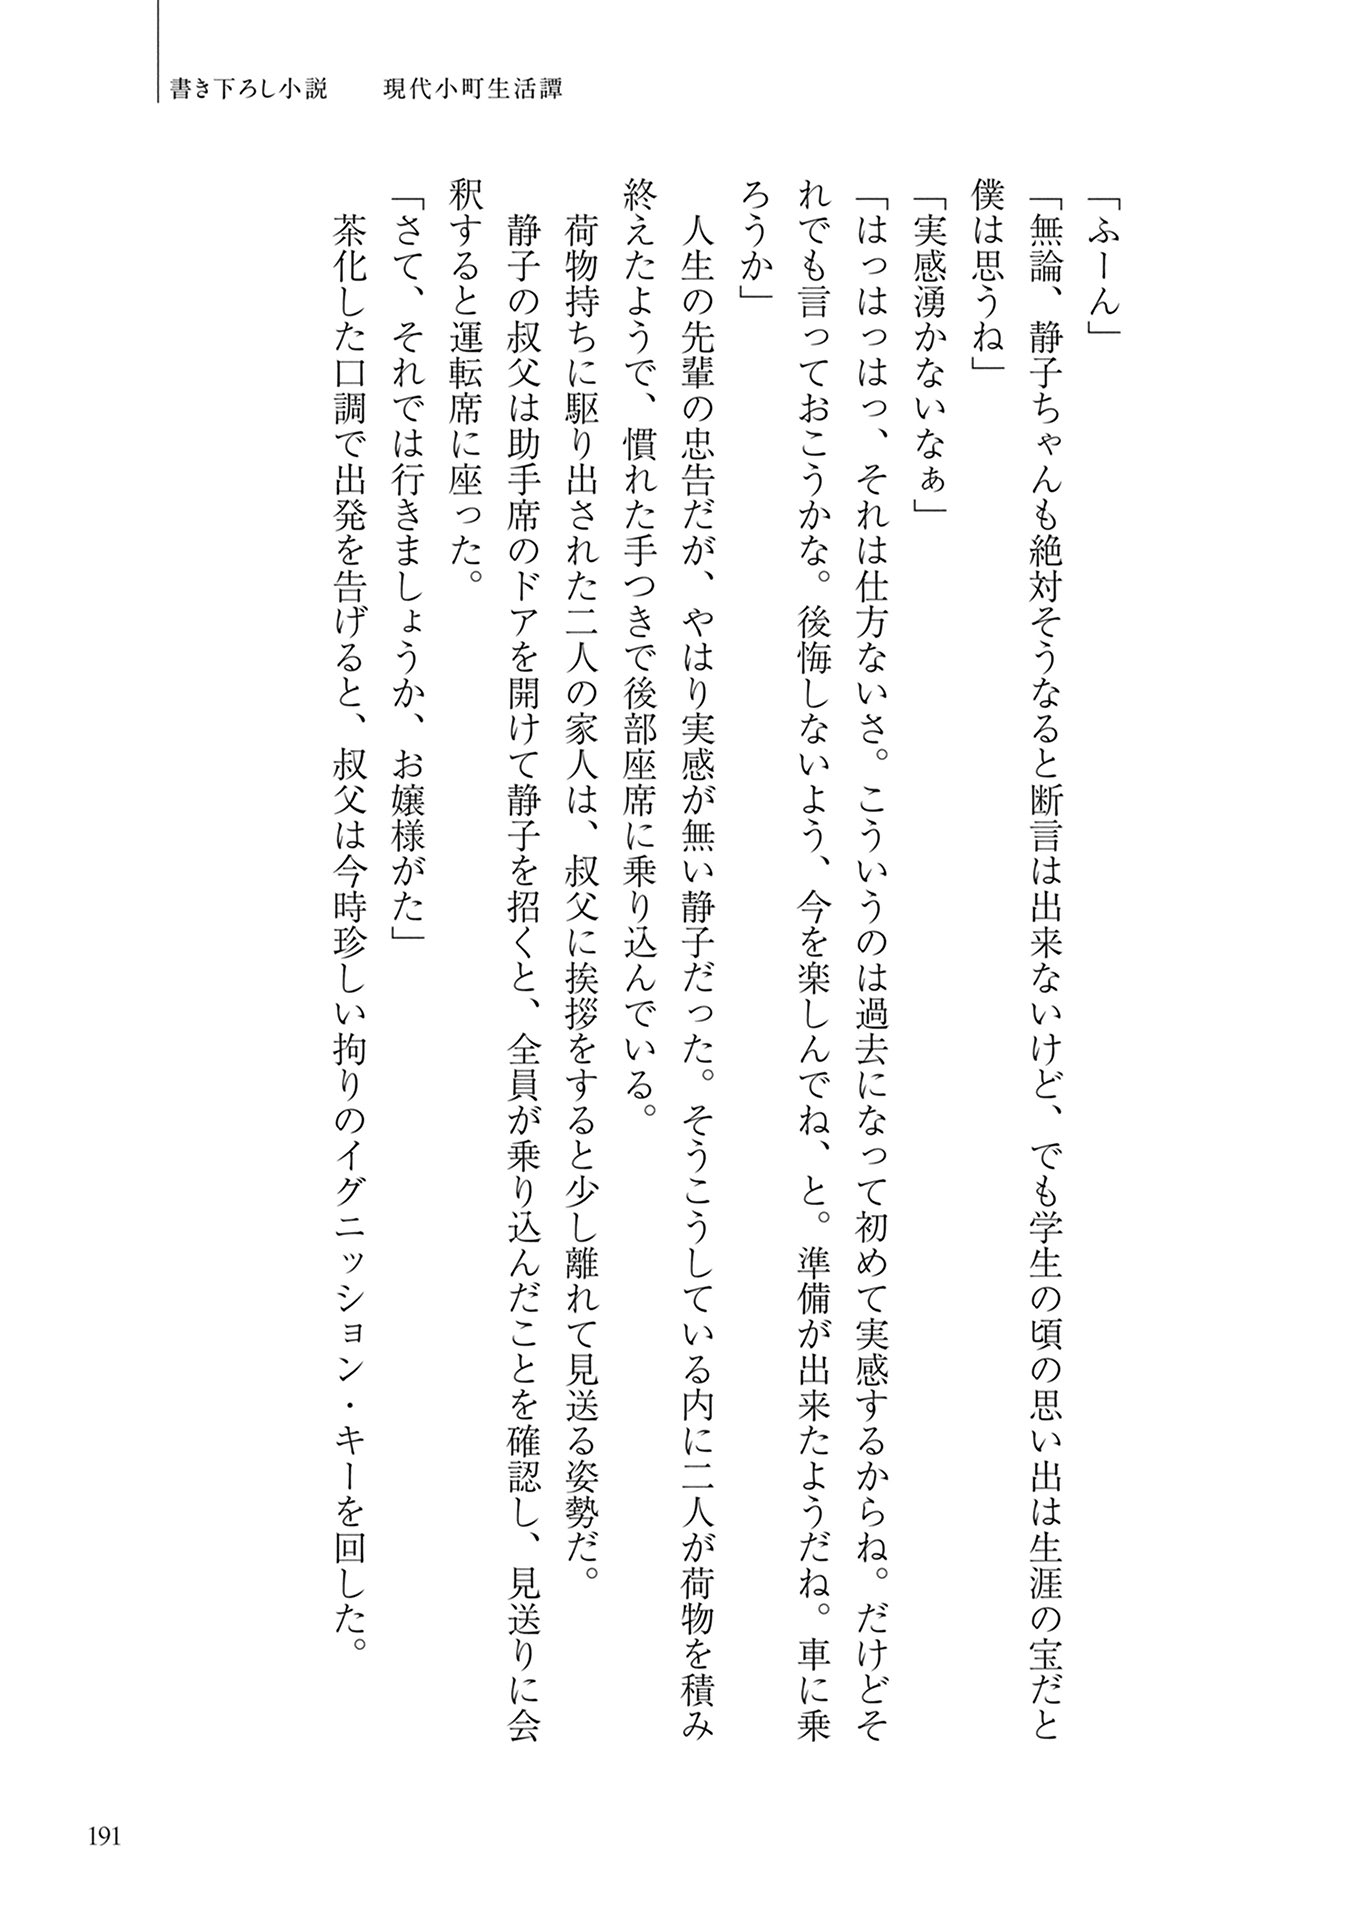 書き下ろし小説　　現代小町生活譚
「ふーん」
「無論、静子ちゃんも絶対そうなると断言は出来ないけど、でも学生の頃の思い出は生涯の宝だと
僕は思うね」
「実感湧かないなぁ」
「はっはっはっ、それは仕方ないさ。こういうのは過去になって初めて実感するからね。だけどそ
れでも言っておこうかな。後悔しないよう、今を楽しんでね、と。準備が出来たようだね。車に乗
ろうか」
　人生の先輩の忠告だが、やはり実感が無い静子だった。そうこうしている内に二人が荷物を積み
終えたようで、慣れた手つきで後部座席に乗り込んでいる。
　荷物持ちに駆り出された二人の家人は、叔父に挨拶をすると少し離れて見送る姿勢だ。
　静子の叔父は助手席のドアを開けて静子を招くと、全員が乗り込んだことを確認し、見送りに会
釈すると運転席に座った。
「さて、それでは行きましょうか、お嬢様がた」
　茶化した口調で出発を告げると、叔父は今時珍しい拘りのイグニッション・キーを回した。
191